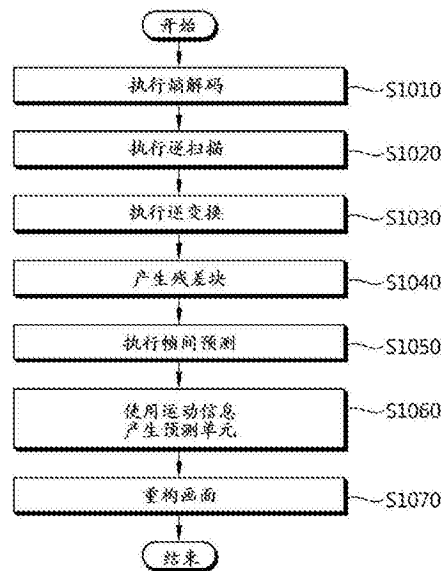 开始
执行熵解码 S1010
执行逆扫描 S1020
执行逆变换 S1030
产生残差块 S1040
执行帧间预测 S1050
使用运动信息
产生预测单元 S1060
重构画面 S1070
结束